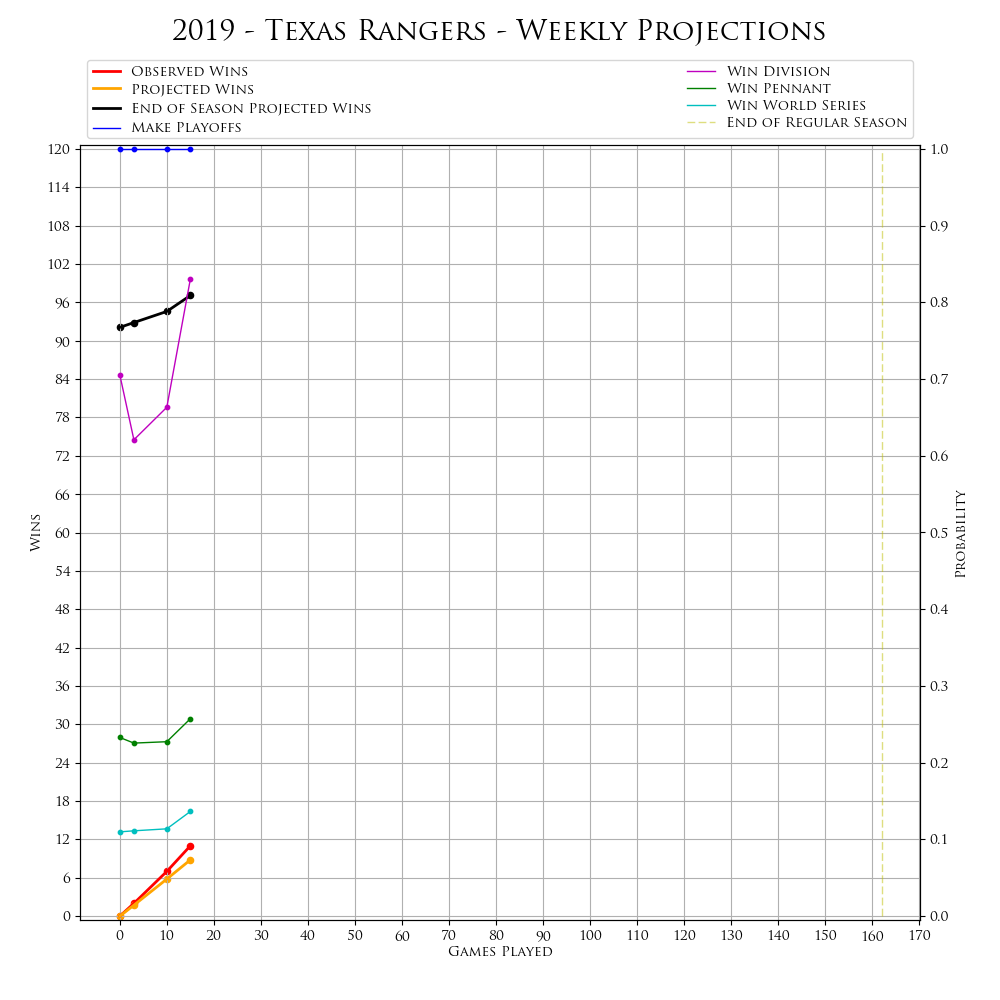 2019 - Texas Rangers - Weekly Projections
Observed Wins
Projected Wins
End of Season Projected Wins
Make Playoffs
Win Division
Win Pennant
Win World Series
End of Regular Season
120
114
108
102
96
90
84
78
72
66
60
54
48
42
36
30
24
18
12
6
0
Wins
1.0
0.9
0.8
0.7
0.6
0.5
0.4
0.3
0.2
0.1
0.0
Probability
0 10 20 30 40 50 60 70 80 90 100 110 120 130 140 150 160 170
Games Played